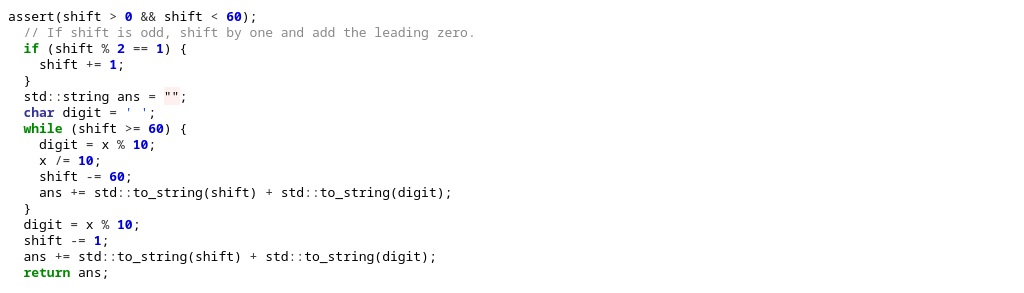 assert(shift > 0 && shift < 60);
// If shift is odd, shift by one and add the leading zero.
if (shift % 2 == 1) {
shift += 1;
}
std::string ans = "";
char digit = ' ';
while (shift >= 60) {
digit = x % 10;
x /= 10;
shift -= 60;
ans += std::to_string(shift) + std::to_string(digit);
}
digit = x % 10;
shift -= 1;
ans += std::to_string(shift) + std::to_string(digit);
return ans;